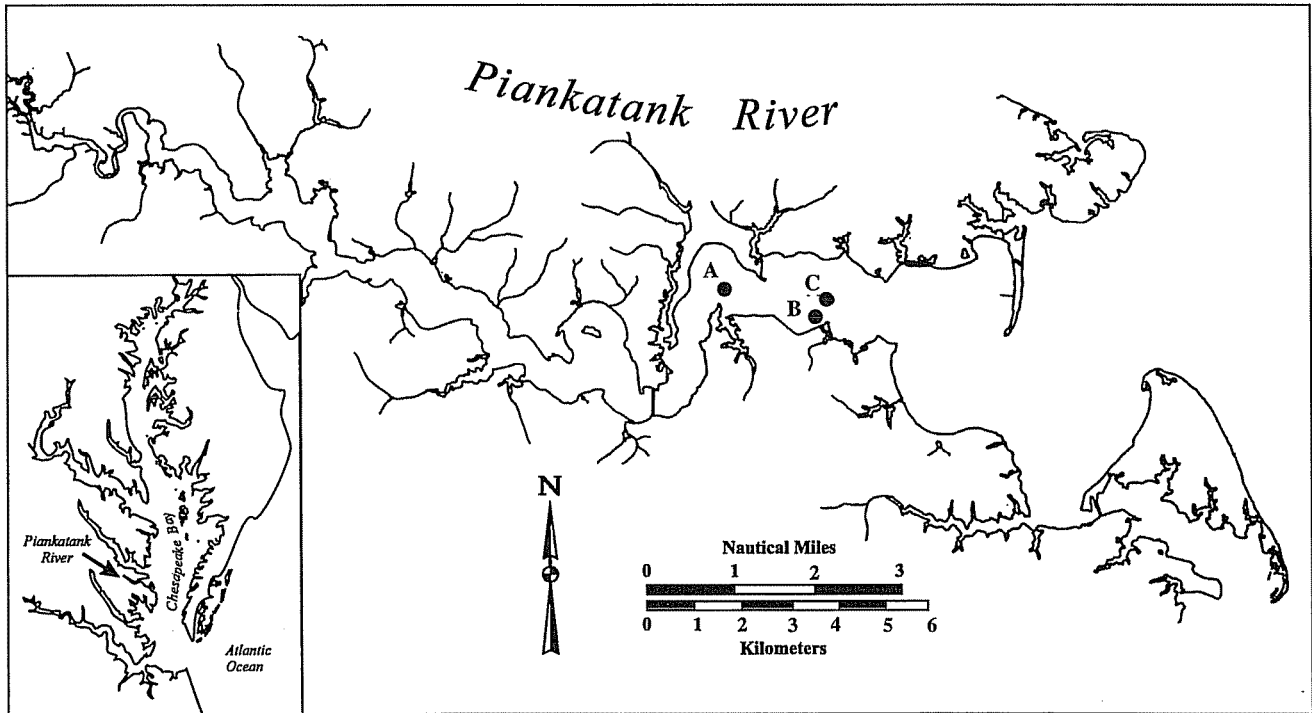 Piankatank River
A
C
B
N
Nautical Miles
0 1 2 3
0 1 2 3 4 5 6
Kilometers
Piankatank
River
Chesapeake Bay
Atlantic
Ocean